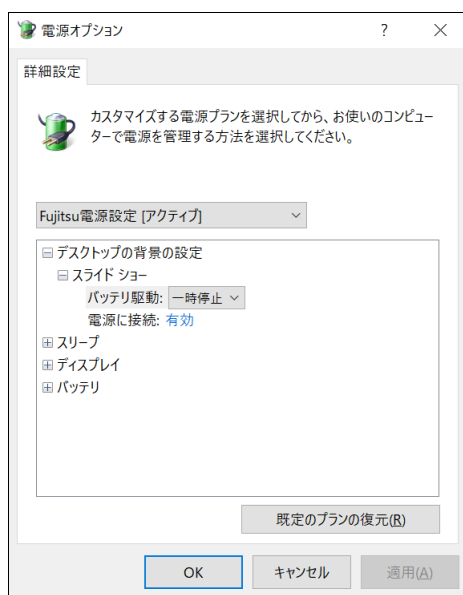 電源オプション
詳細設定
カスタマイズする電源プランを選択してから、お使いのコンピュー
ターで電源を管理する方法を選択してください。
Fujitsu電源設定 [アクティブ]
デスクトップの背景の設定
スライド ショー
バッテリ駆動: 一時停止
電源に接続: 有効
スリープ
ディスプレイ
バッテリ
既定のプランの復元(R)
OK キャンセル 適用(A)